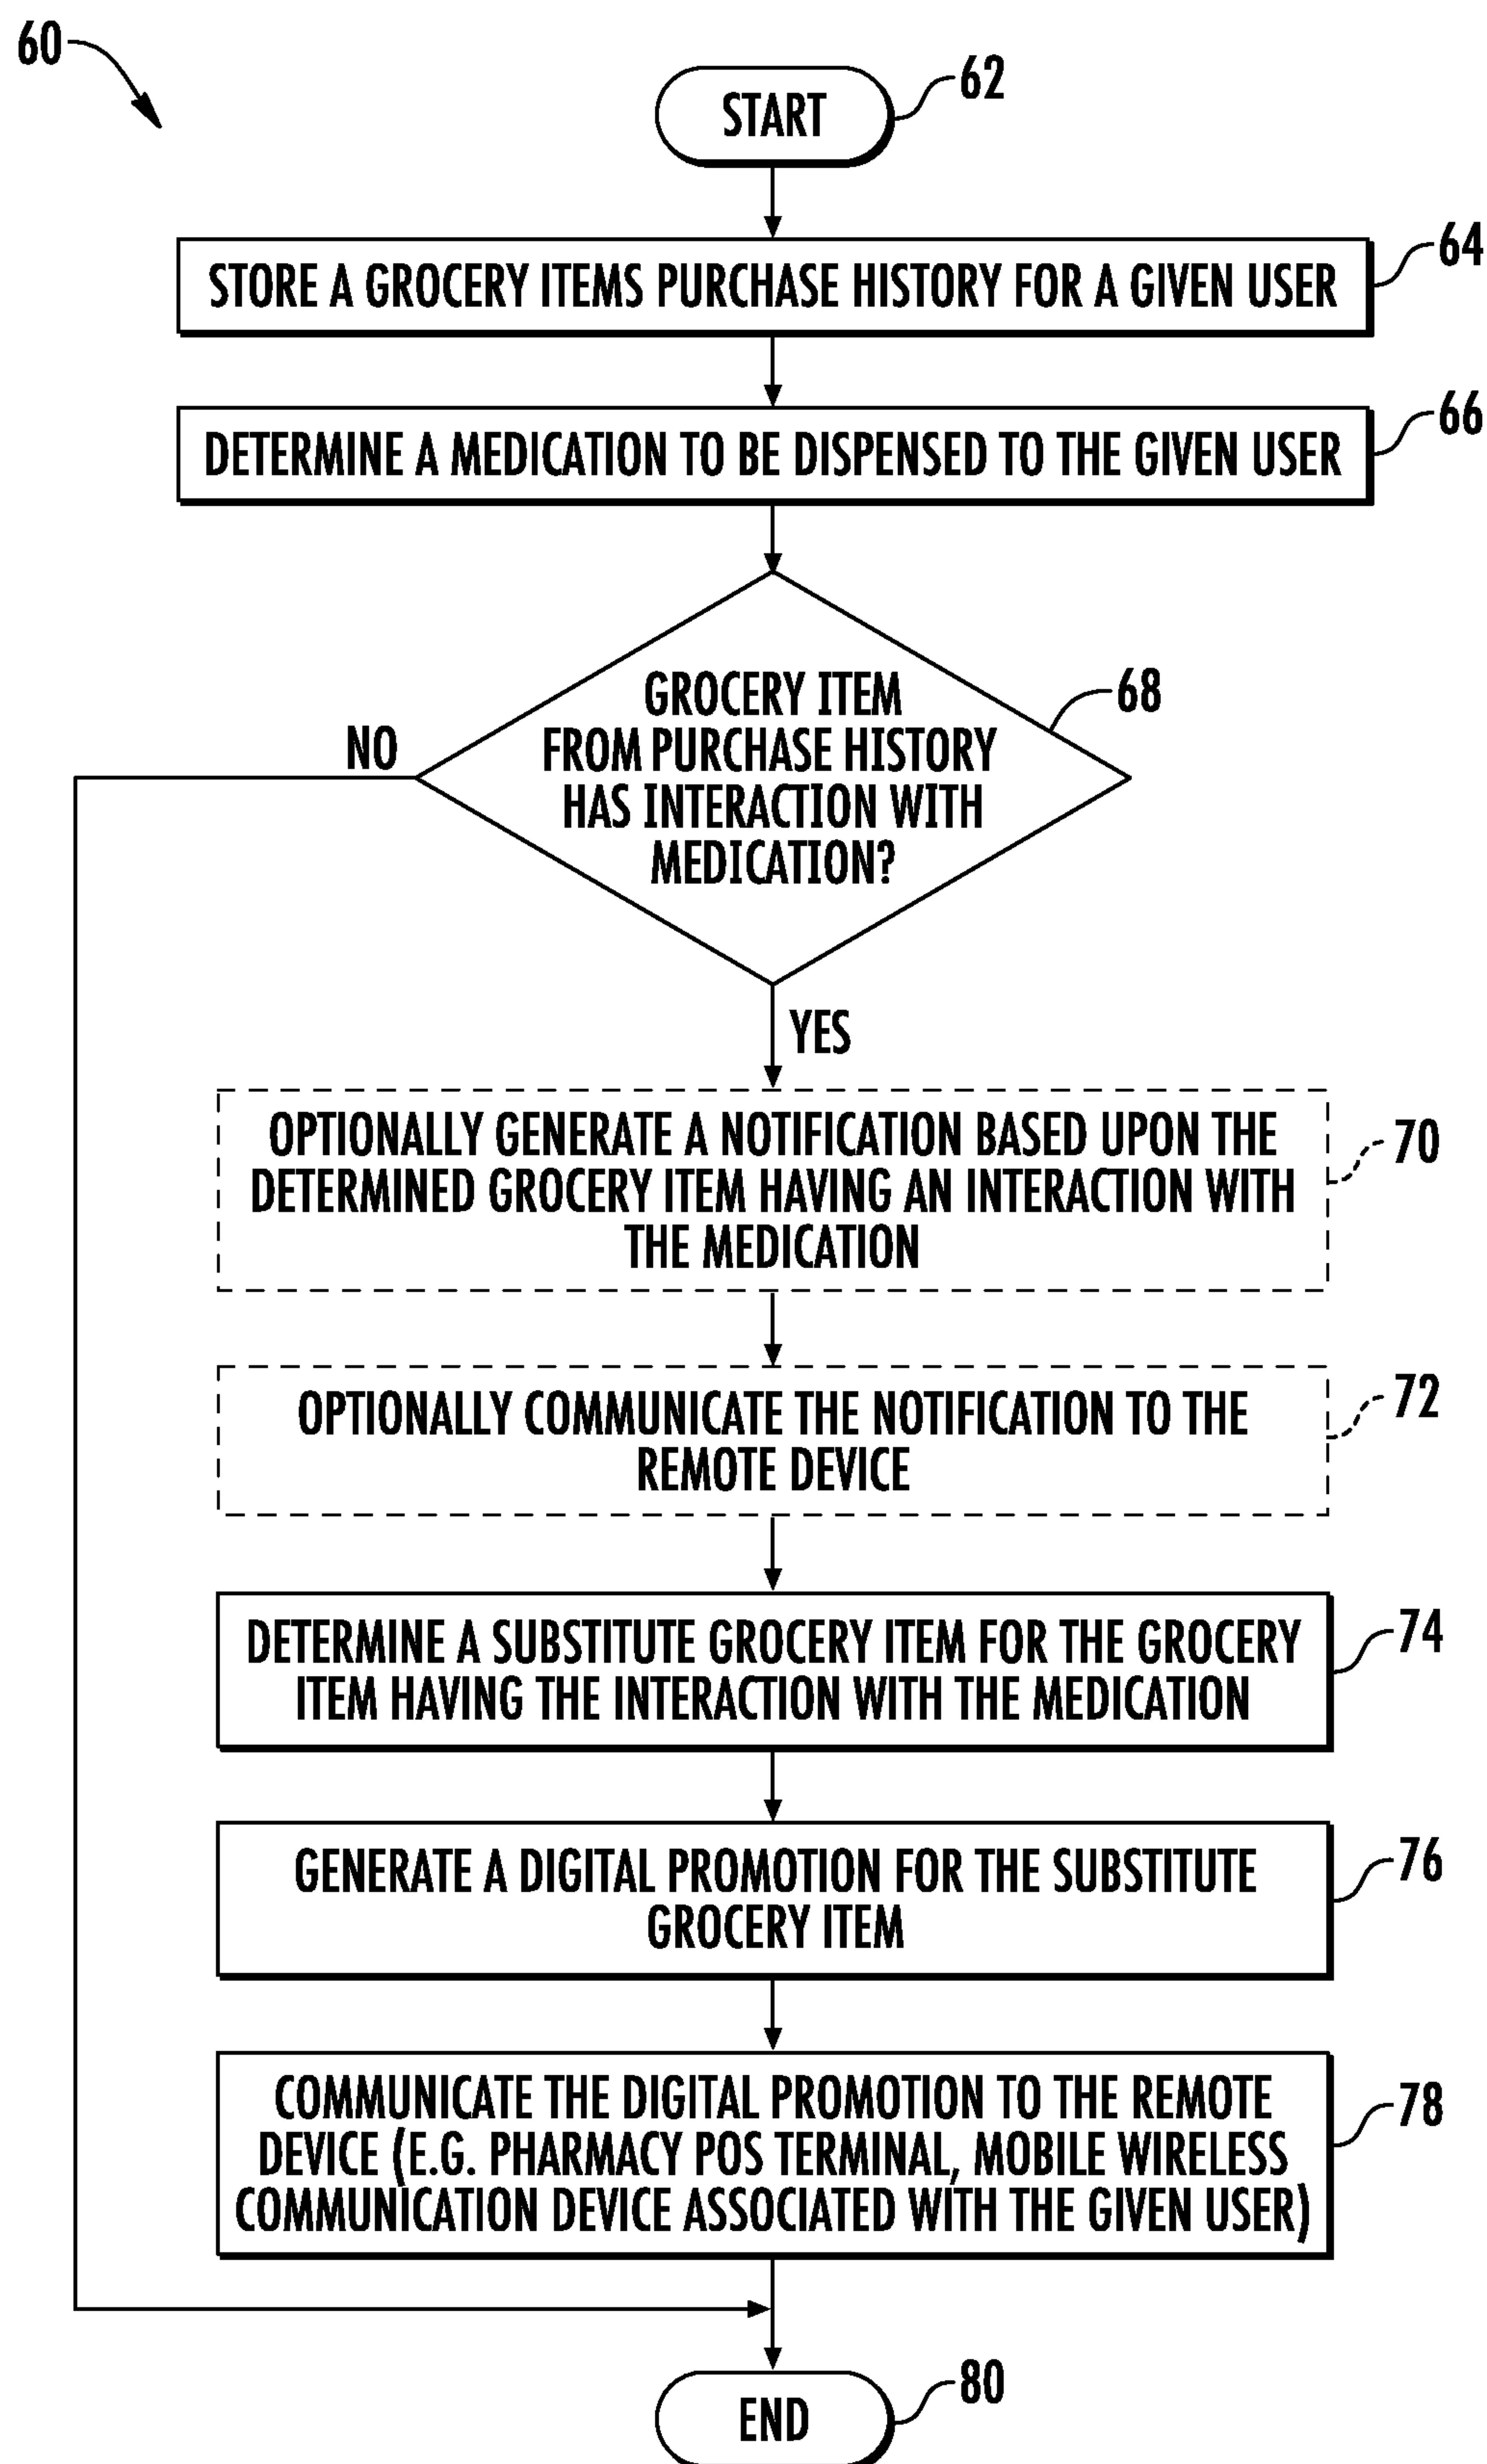 60
START
62
STORE A GROCERY ITEMS PURCHASE HISTORY FOR A GIVEN USER
64
DETERMINE A MEDICATION TO BE DISPENSED TO THE GIVEN USER
66
GROCERY ITEM
FROM PURCHASE HISTORY
HAS INTERACTION WITH
MEDICATION?
68
NO
YES
OPTIONALLY GENERATE A NOTIFICATION BASED UPON THE
DETERMINED GROCERY ITEM HAVING AN INTERACTION WITH
THE MEDICATION
70
OPTIONALLY COMMUNICATE THE NOTIFICATION TO THE
REMOTE DEVICE
72
DETERMINE A SUBSTITUTE GROCERY ITEM FOR THE GROCERY
ITEM HAVING THE INTERACTION WITH THE MEDICATION
74
GENERATE A DIGITAL PROMOTION FOR THE SUBSTITUTE
GROCERY ITEM
76
COMMUNICATE THE DIGITAL PROMOTION TO THE REMOTE
DEVICE (E.G. PHARMACY POS TERMINAL, MOBILE WIRELESS
COMMUNICATION DEVICE ASSOCIATED WITH THE GIVEN USER)
78
END
80